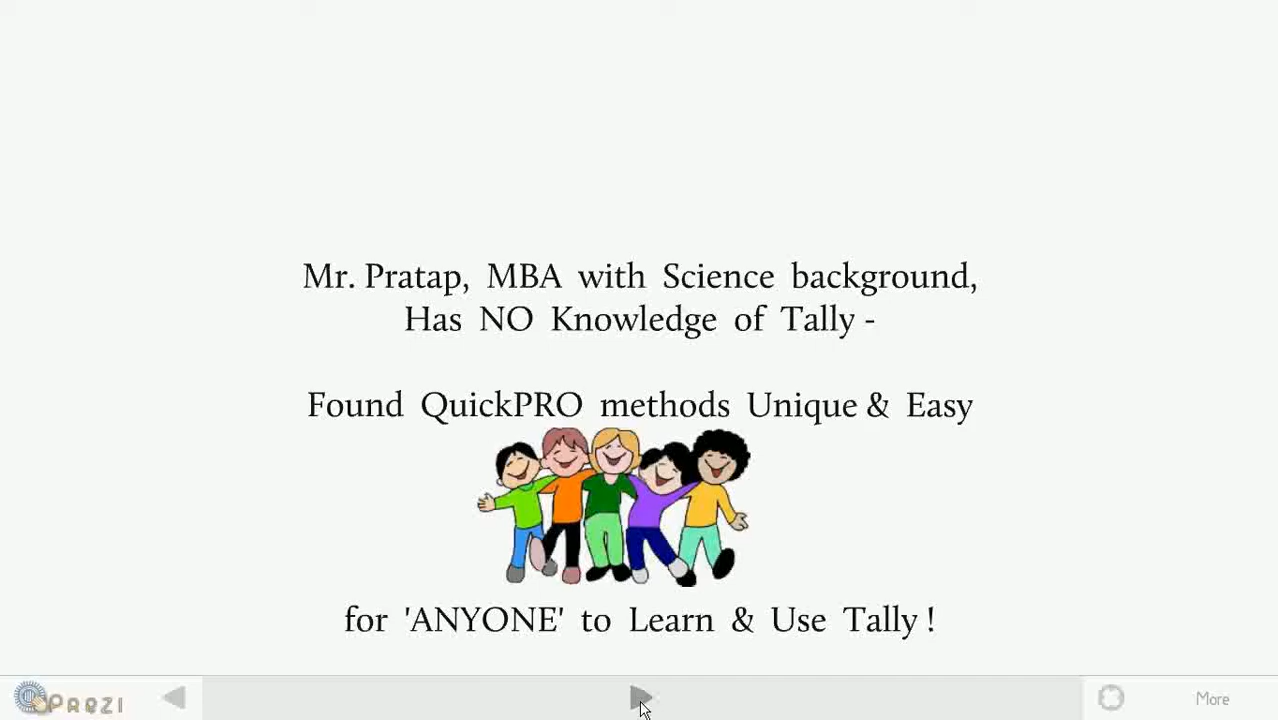 Mr. Pratap, MBA with Science background,
Has NO Knowledge of Tally -
Found QuickPRO methods Unique & Easy
for 'ANYONE' to Learn & Use Tally !
PREZI
More